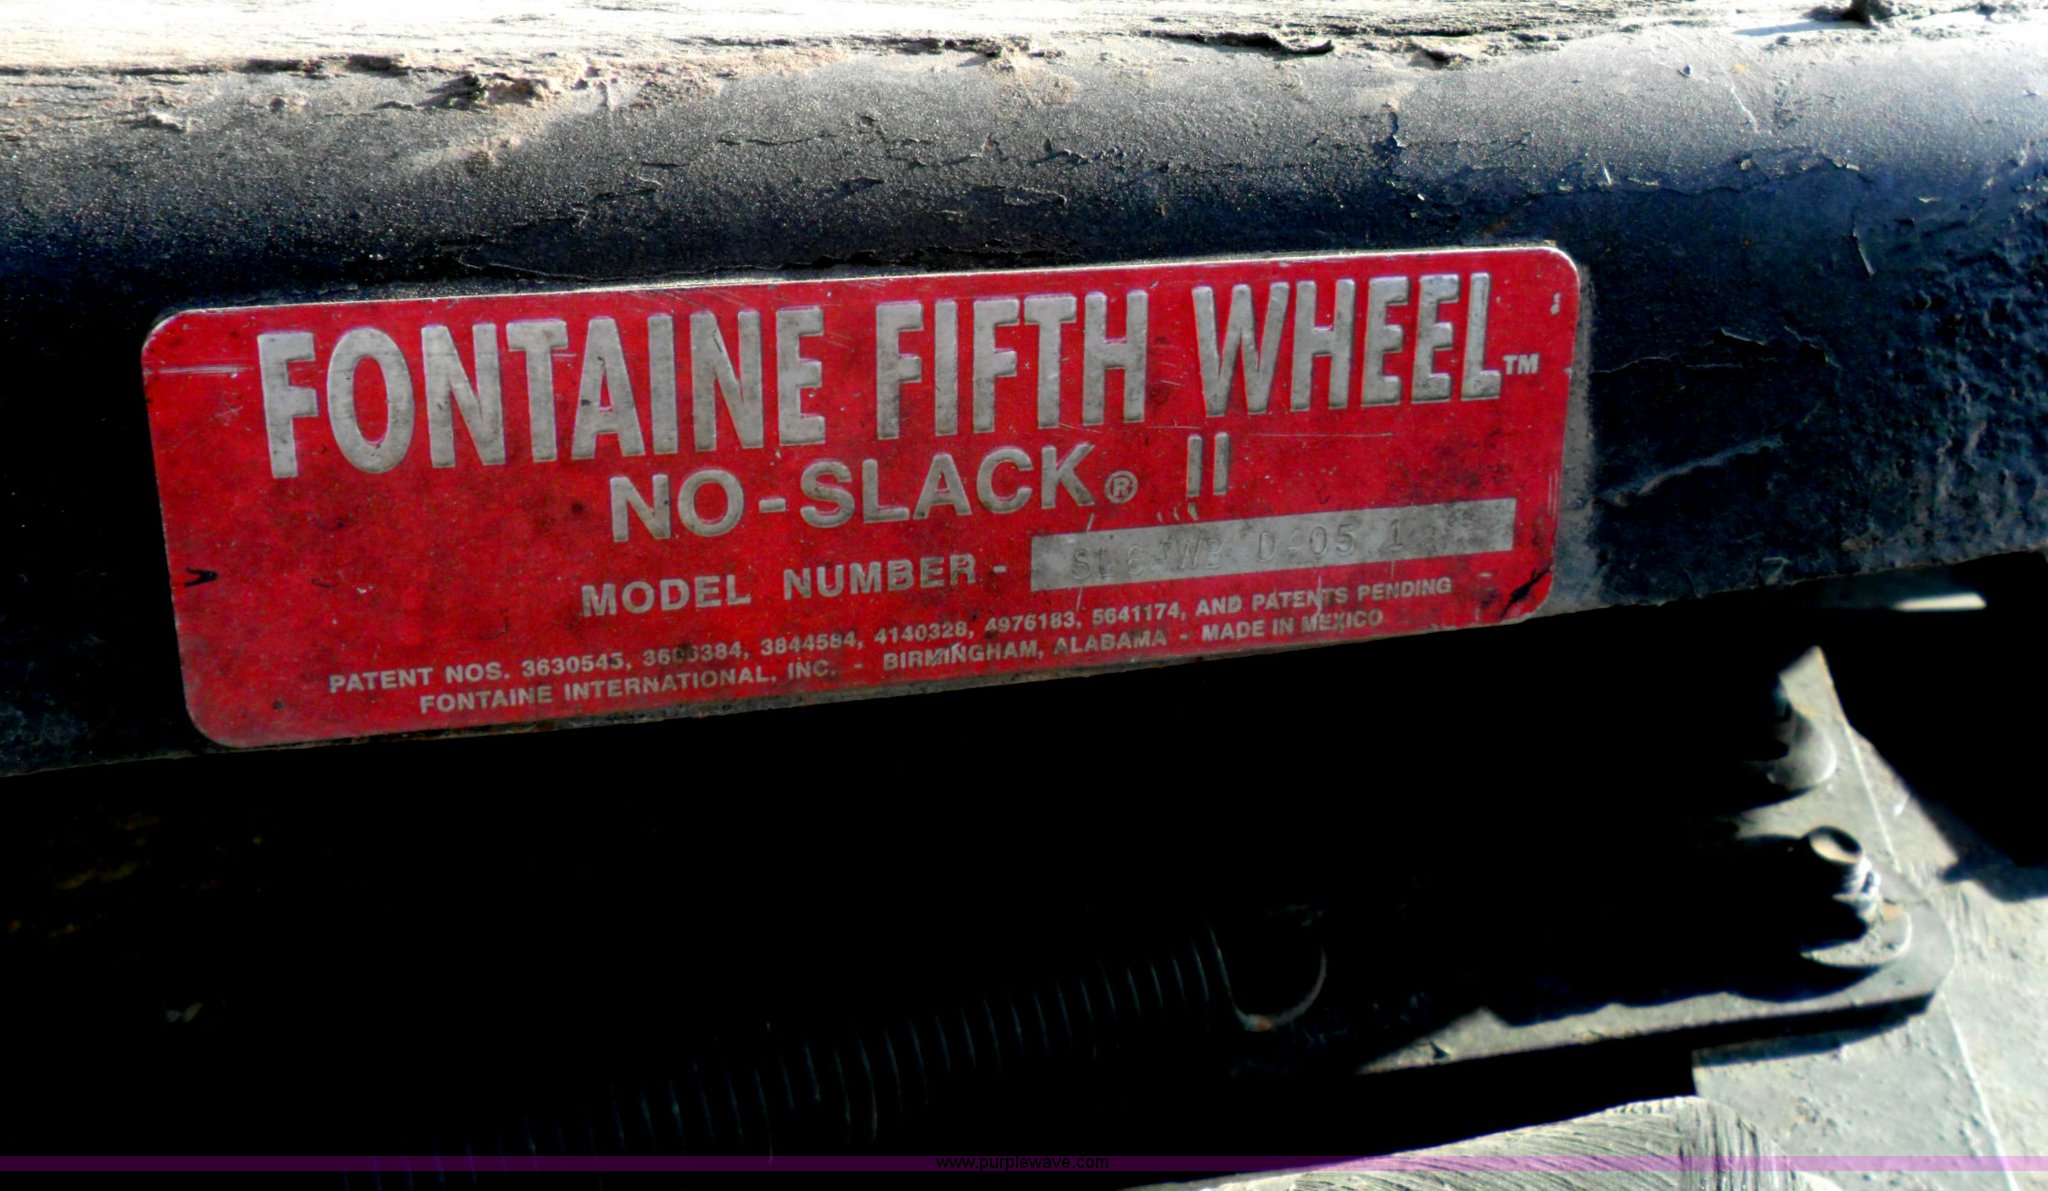 FONTAINE FIFTH WHEEL™
NO-SLACK® II
MODEL NUMBER -
PATENT NOS. 3630545, 3844584, 4140328, 4976183, 5641174, AND PATENTS PENDING
FONTAINE INTERNATIONAL, INC. - BIRMINGHAM, ALABAMA - MADE IN MEXICO
www.purplewave.com